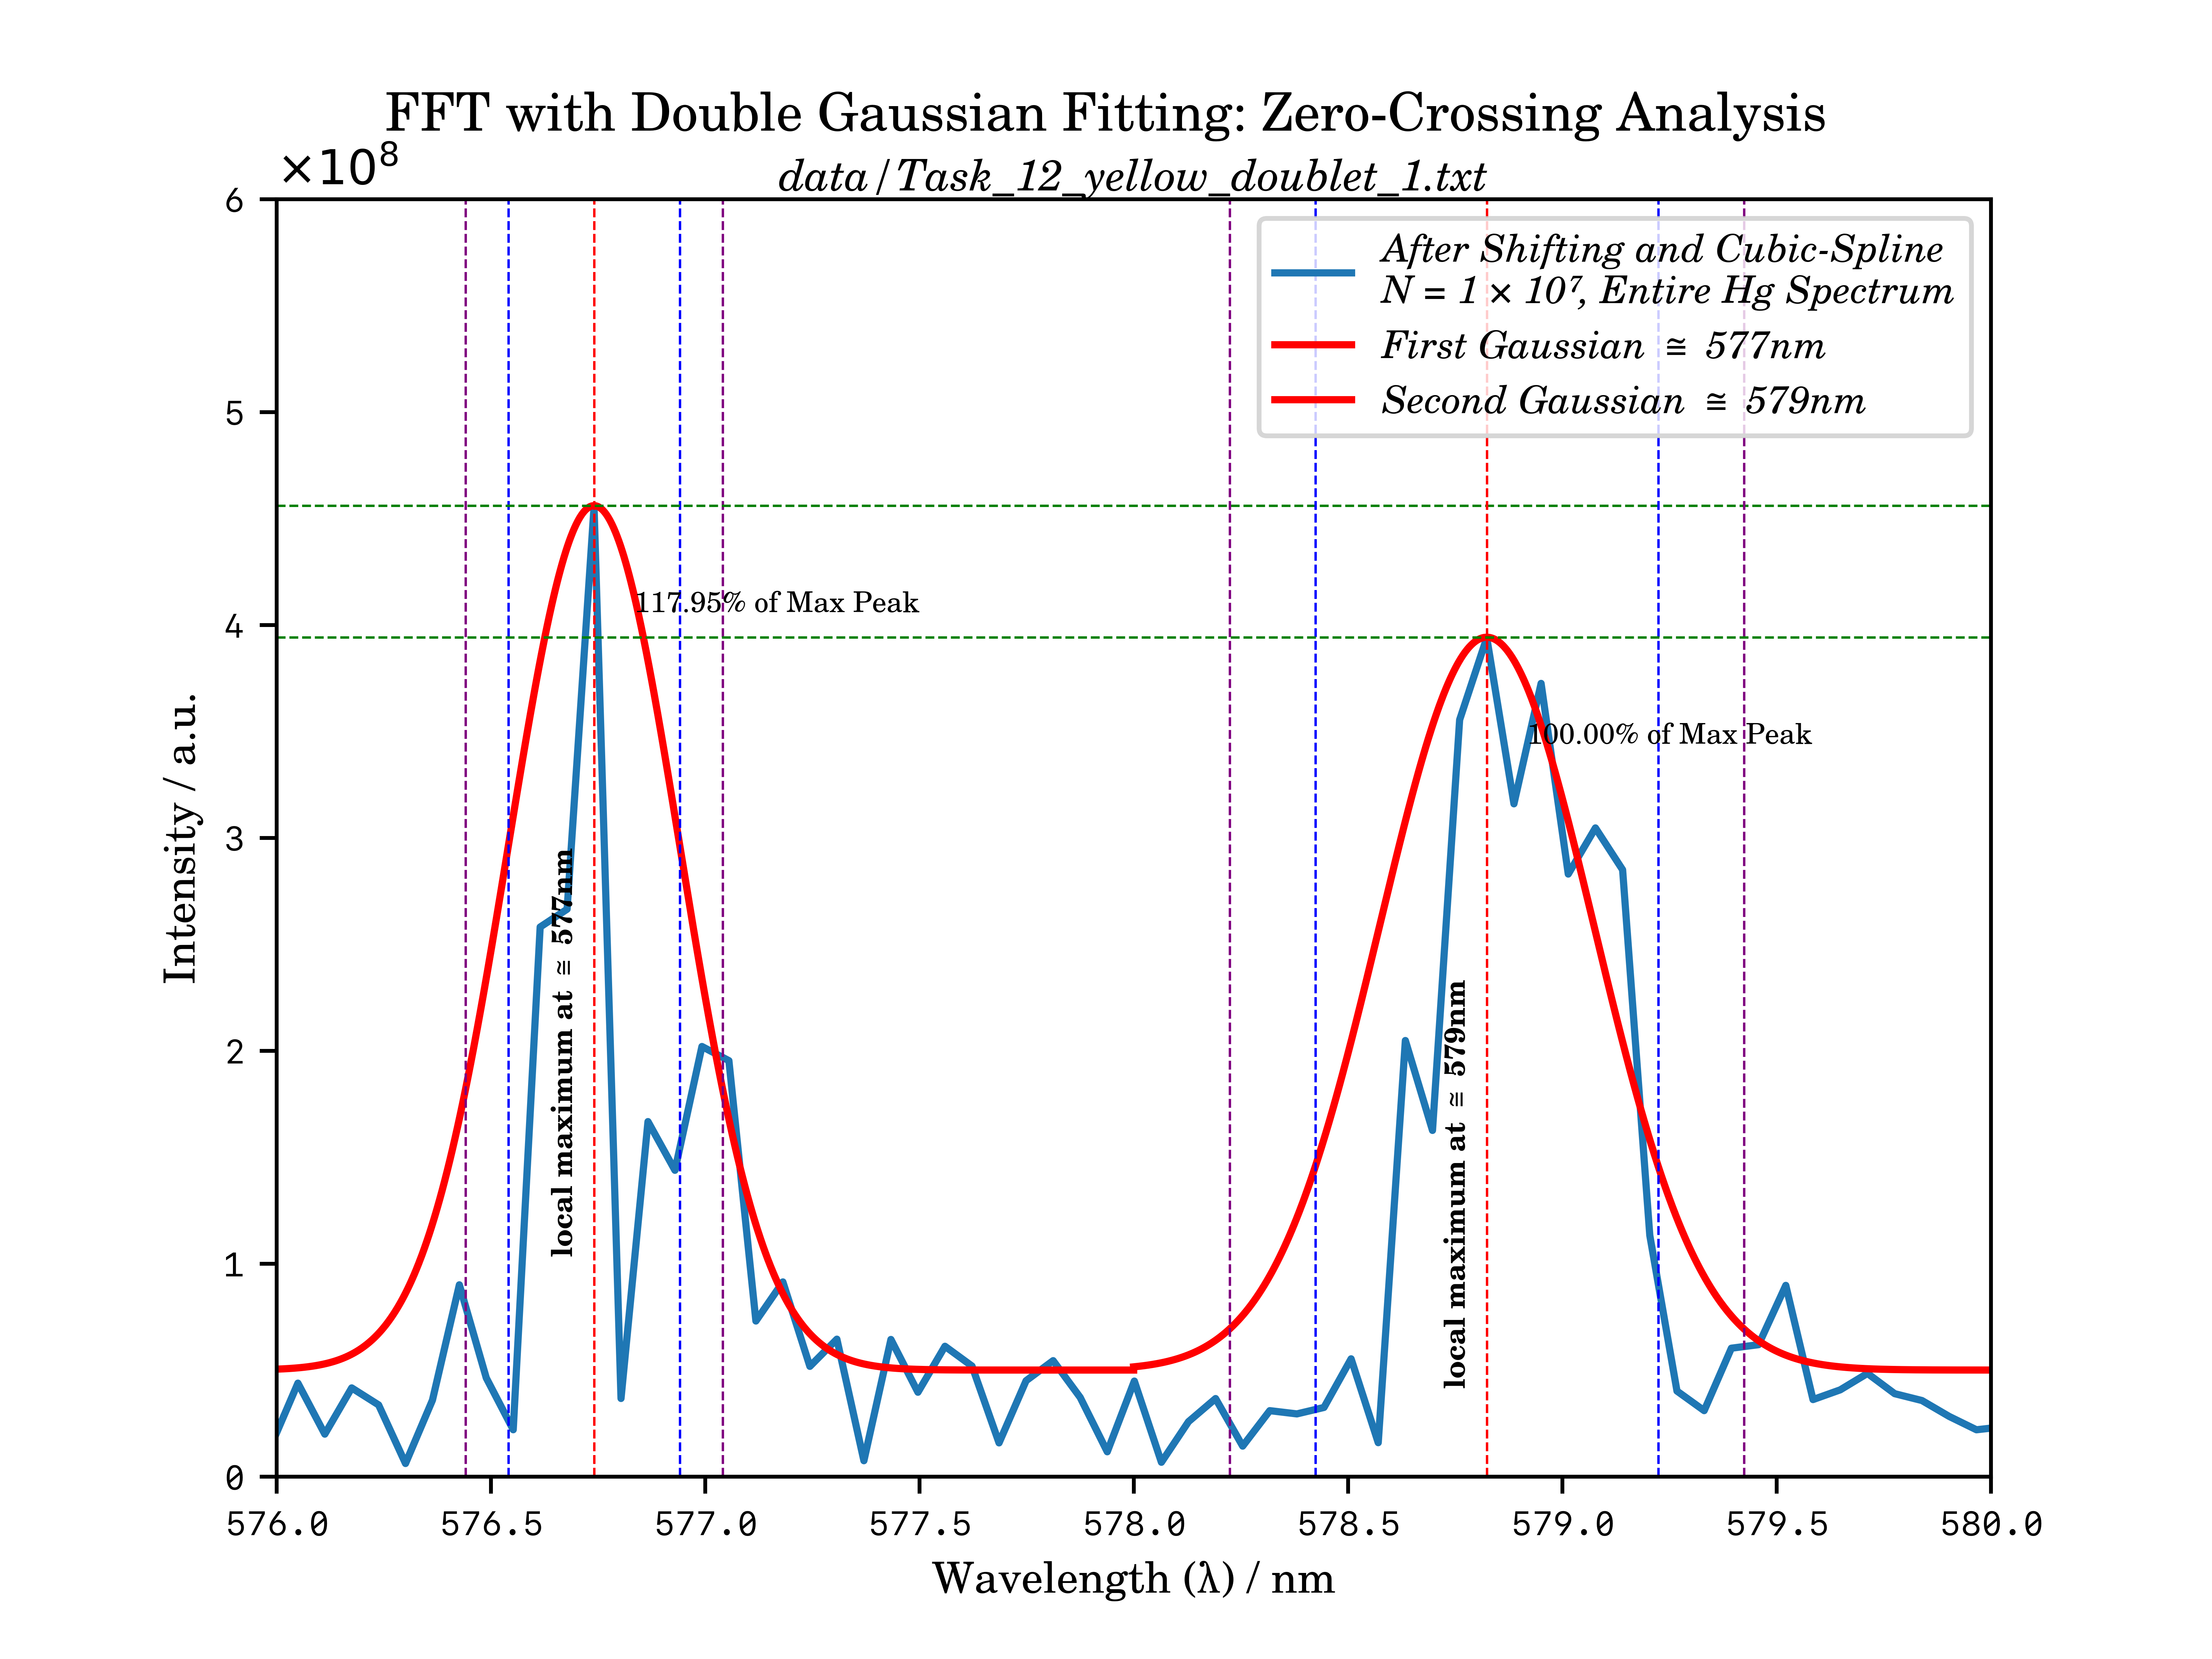 FFT with Double Gaussian Fitting: Zero-Crossing Analysis
data/Task_12_yellow_doublet_1.txt
×10⁸
After Shifting and Cubic-Spline
N = 1 × 10⁷, Entire Hg Spectrum
First Gaussian ≅ 577nm
Second Gaussian ≅ 579nm
117.95% of Max Peak
100.00% of Max Peak
local maximum at ≅ 577nm
local maximum at ≅ 579nm
Intensity / a.u.
6
5
4
3
2
1
0
576.0 576.5 577.0 577.5 578.0 578.5 579.0 579.5 580.0
Wavelength (λ) / nm